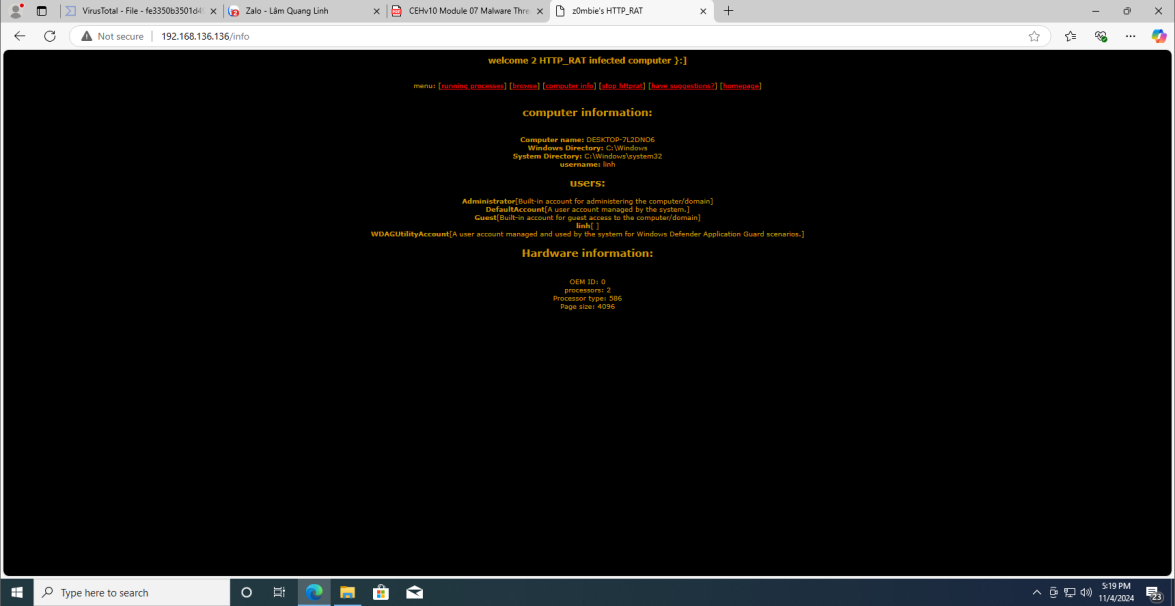 VirusTotal - File - fe3350b3501d4
Zalo - Lâm Quang Linh
CEHv10 Module 07 Malware Thre
z0mbie's HTTP_RAT
Not secure | 192.168.136.136/info
welcome 2 HTTP_RAT infected computer }:]
menu: [running processes] [browse] [computer info] [stop httprat] [have suggestions?] [homepage]
computer information:
Computer name: DESKTOP-7L2DNO6
Windows Directory: C:\Windows
System Directory: C:\Windows\system32
username: linh
users:
Administrator[Built-in account for administering the computer/domain]
DefaultAccount[A user account managed by the system.]
Guest[Built-in account for guest access to the computer/domain]
linh[ ]
WDAGUtilityAccount[A user account managed and used by the system for Windows Defender Application Guard scenarios.]
Hardware information:
OEM ID: 0
processors: 2
Processor type: 586
Page size: 4096
Type here to search
5:19 PM
11/4/2024
23